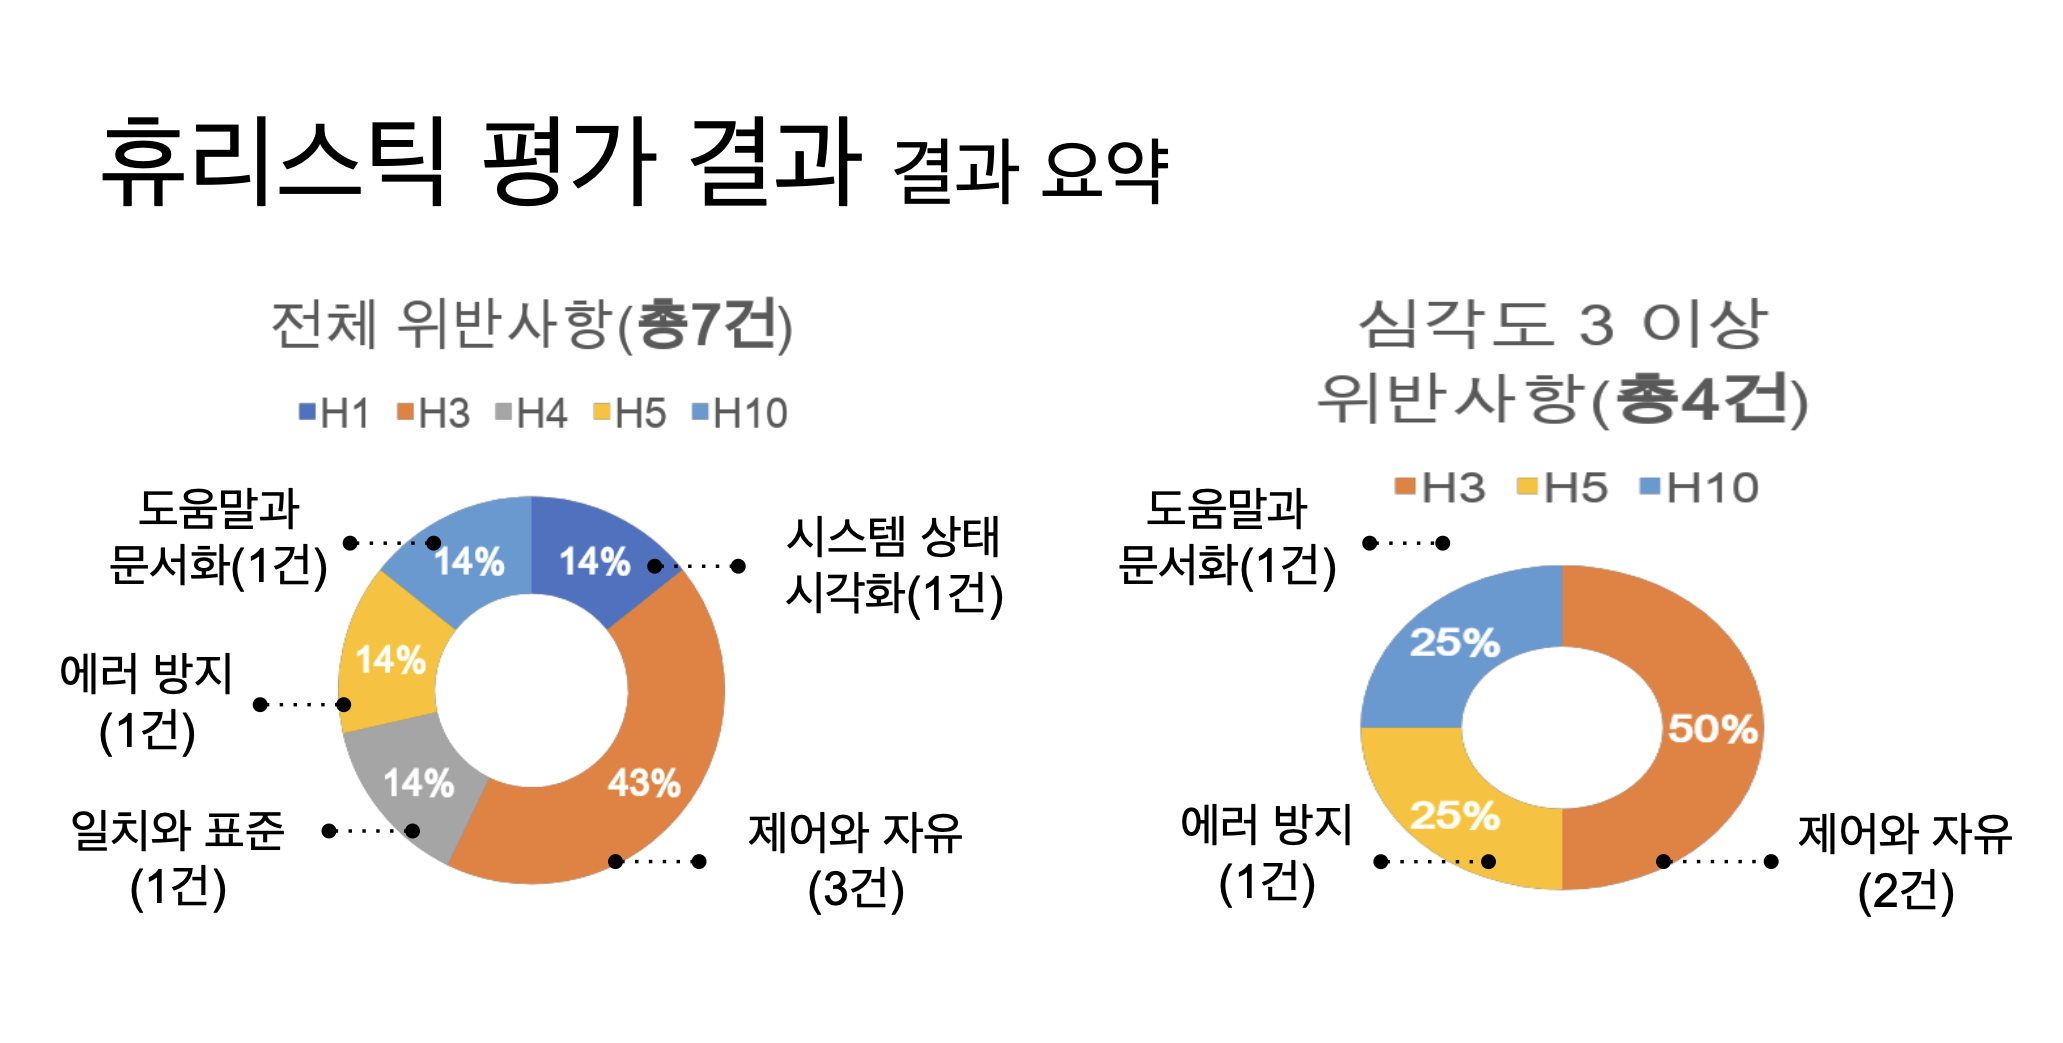 휴리스틱 평가 결과 결과 요약
전체 위반사항(총7건)
H1 H3 H4 H5 H10
도움말과
문서화(1건)
14%
14%
시스템 상태
시각화(1건)
에러 방지
(1건)
14%
일치와 표준
(1건)
14%
43%
제어와 자유
(3건)
심각도 3 이상
위반사항(총4건)
H3 H5 H10
도움말과
문서화(1건)
25%
50%
에러 방지
(1건)
25%
제어와 자유
(2건)